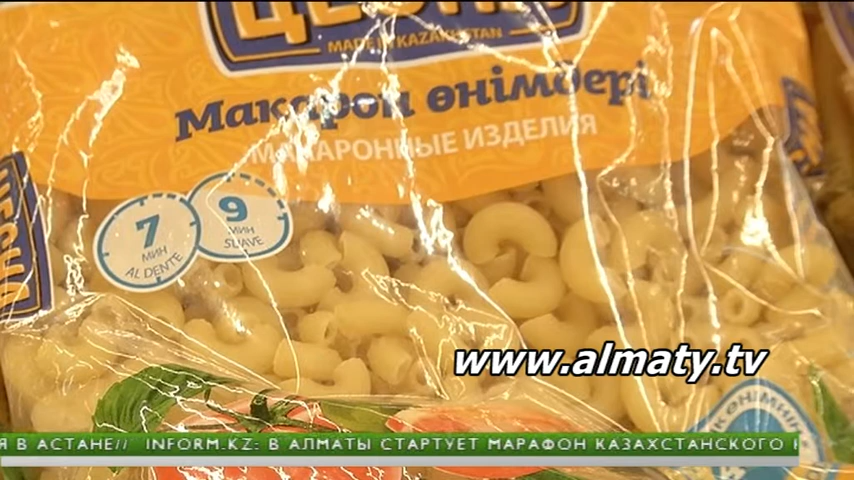 MADE IN KAZAKHSTAN
Макарон өнімдері
МАКАРОННЫЕ ИЗДЕЛИЯ
7
МИН
AL DENTE
9
МИН
SUAVE
www.almaty.tv
Я В АСТАНЕ// INFORM.KZ: В АЛМАТЫ СТАРТУЕТ МАРАФОН КАЗАХСТАНСКОГО